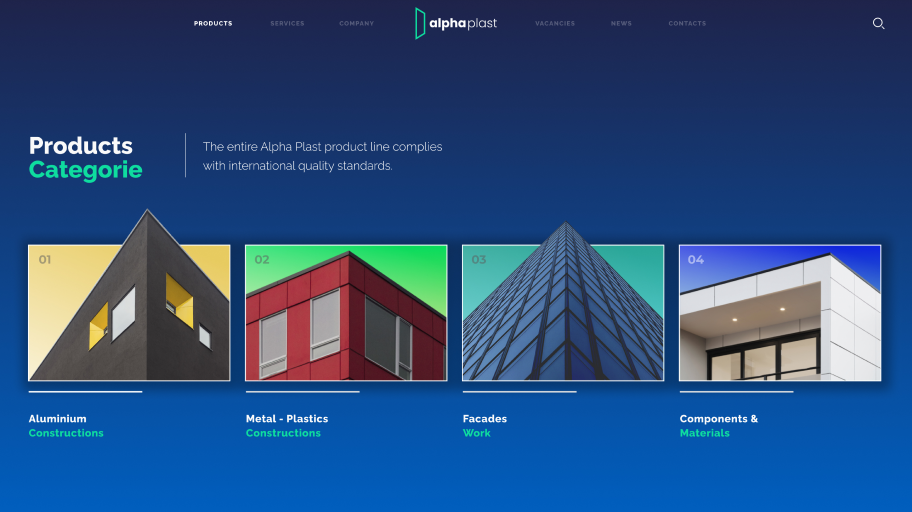 PRODUCTS SERVICES COMPANY alphaplast VACANCIES NEWS CONTACTS
Products
Categorie
The entire Alpha Plast product line complies
with international quality standards.
01 02 03 04
Aluminium
Constructions
Metal - Plastics
Constructions
Facades
Work
Components &
Materials